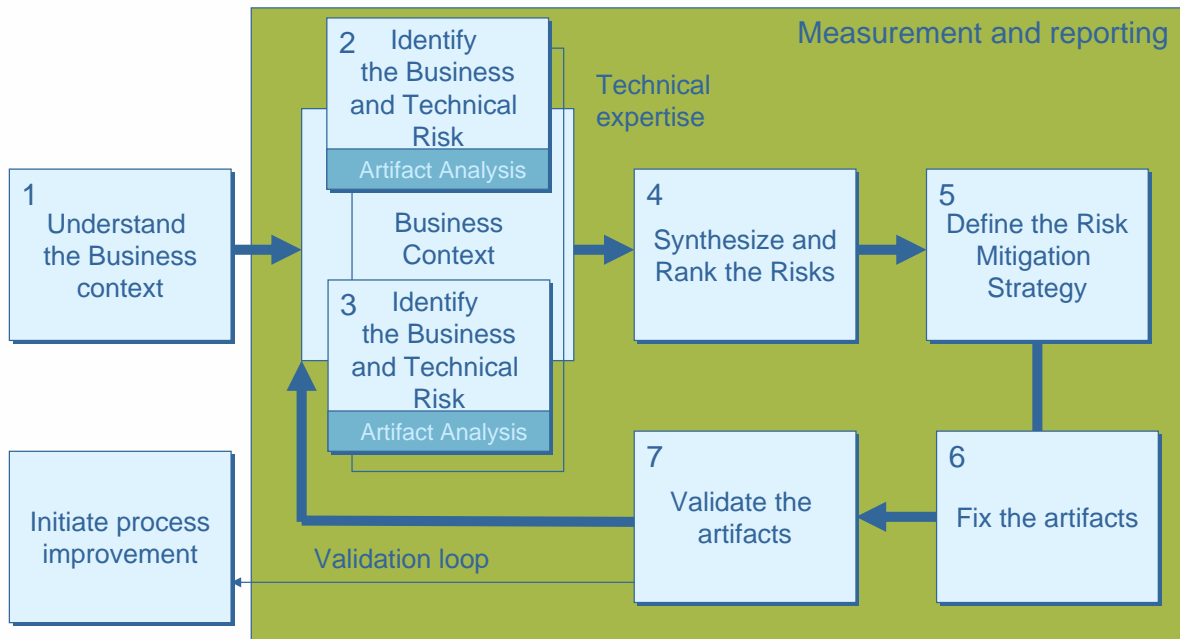 Measurement and reporting
2
Identify
the Business
and Technical
Risk
Artifact Analysis
Technical
expertise
1
Understand
the Business
context
Business
Context
3
Identify
the Business
and Technical
Risk
Artifact Analysis
4
Synthesize and
Rank the Risks
5
Define the Risk
Mitigation
Strategy
6
Fix the artifacts
7
Validate the
artifacts
Validation loop
Initiate process
improvement